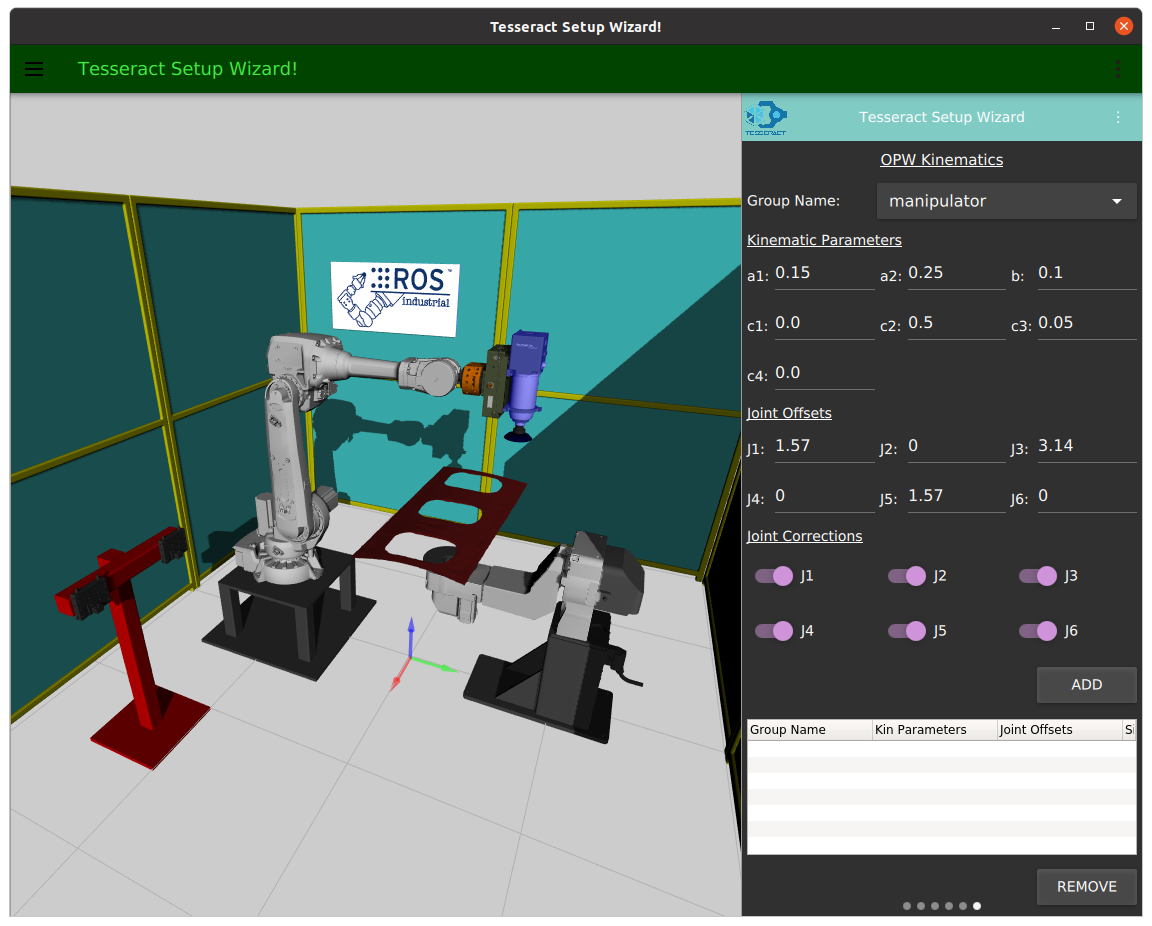 Tesseract Setup Wizard!
Tesseract Setup Wizard!
TESSERACT
Tesseract Setup Wizard
OPW Kinematics
Group Name: manipulator
Kinematic Parameters
a1: 0.15 a2: 0.25 b: 0.1
c1: 0.0 c2: 0.5 c3: 0.05
c4: 0.0
Joint Offsets
J1: 1.57 J2: 0 J3: 3.14
J4: 0 J5: 1.57 J6: 0
Joint Corrections
J1 J2 J3
J4 J5 J6
ADD
Group Name Kin Parameters Joint Offsets Si
REMOVE
ROS™
industrial